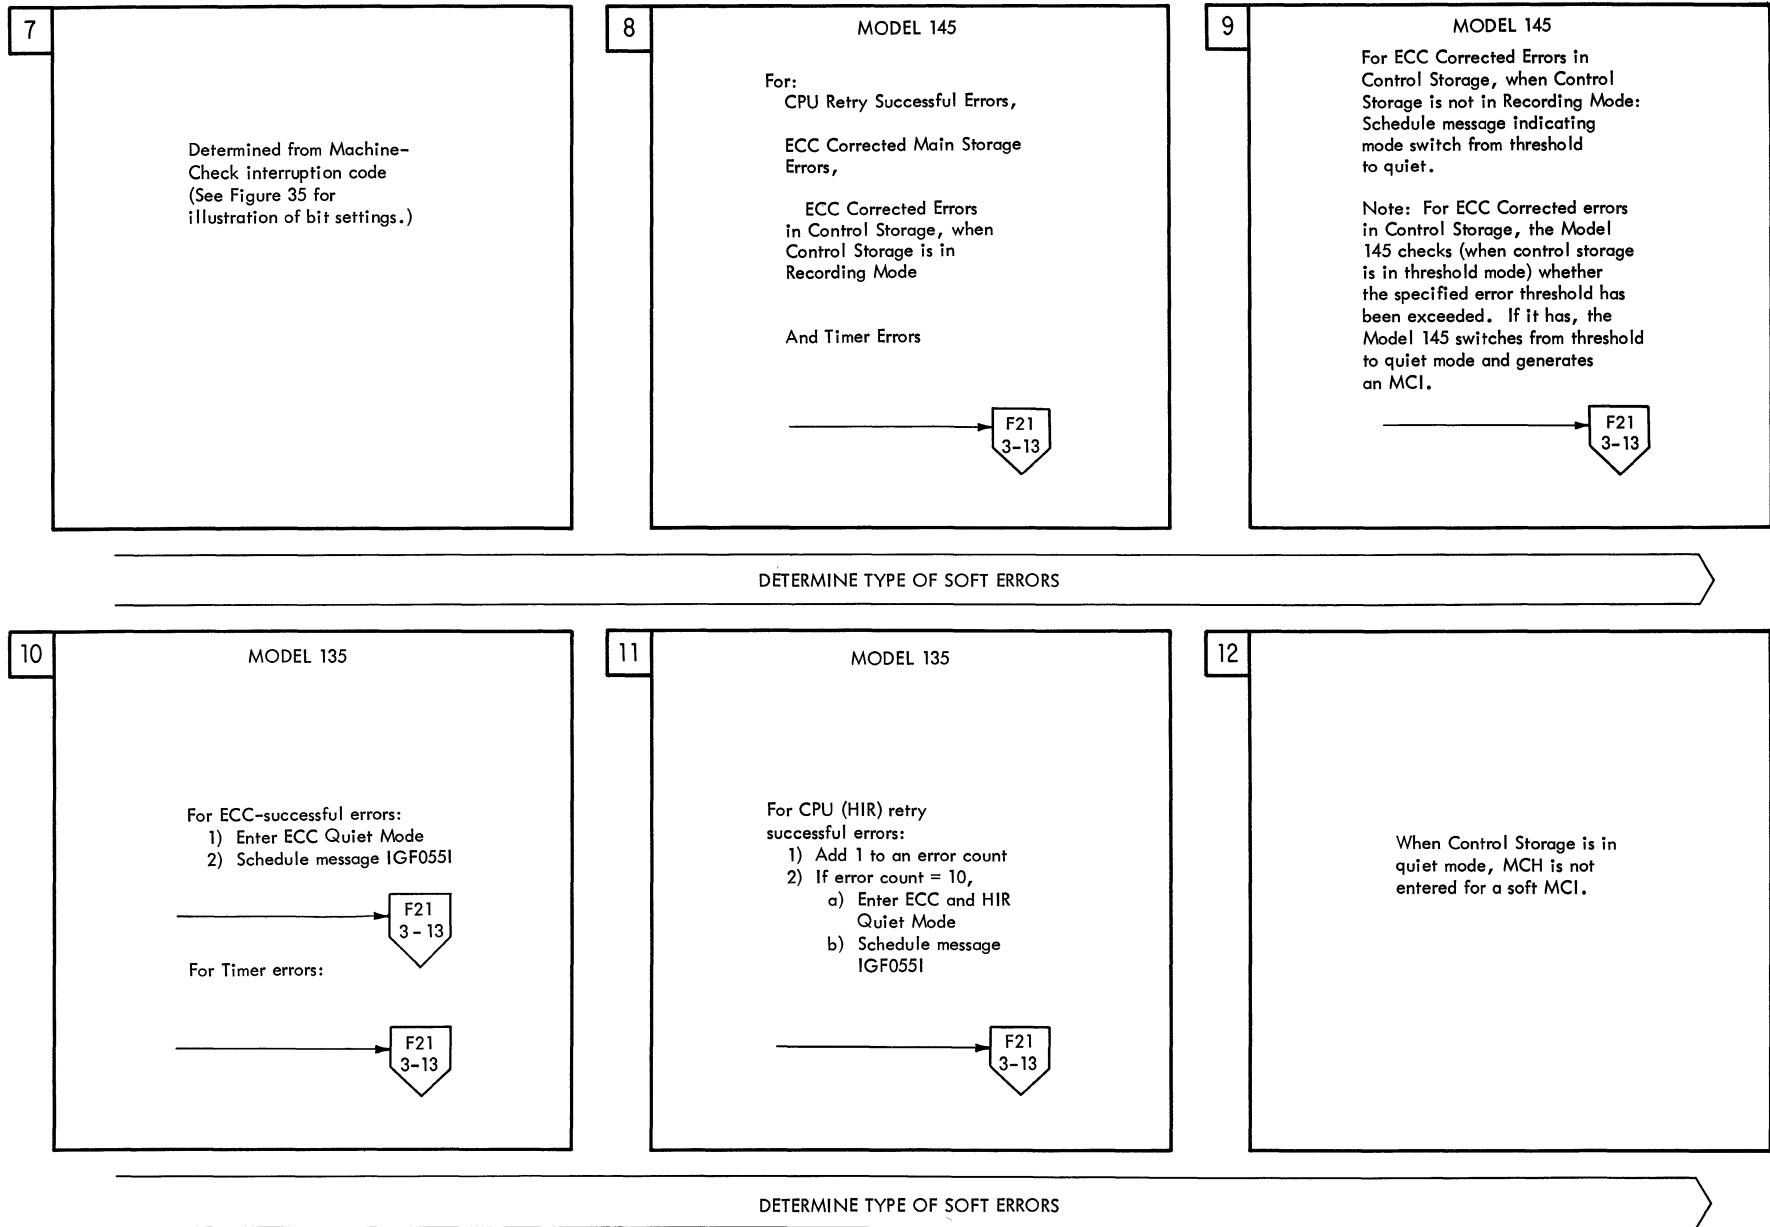 7
Determined from Machine-
Check interruption code
(See Figure 35 for
illustration of bit settings.)
8
MODEL 145
For:
CPU Retry Successful Errors,
ECC Corrected Main Storage
Errors,
ECC Corrected Errors
in Control Storage, when
Control Storage is in
Recording Mode
And Timer Errors
F21
3-13
9
MODEL 145
For ECC Corrected Errors in
Control Storage, when Control
Storage is not in Recording Mode:
Schedule message indicating
mode switch from threshold
to quiet.
Note: For ECC Corrected errors
in Control Storage, the Model
145 checks (when control storage
is in threshold mode) whether
the specified error threshold has
been exceeded. If it has, the
Model 145 switches from threshold
to quiet mode and generates
an MCI.
F21
3-13
DETERMINE TYPE OF SOFT ERRORS
10
MODEL 135
For ECC-successful errors:
1) Enter ECC Quiet Mode
2) Schedule message IGF055I
F21
3-13
For Timer errors:
F21
3-13
11
MODEL 135
For CPU (HIR) retry
successful errors:
1) Add 1 to an error count
2) If error count = 10,
a) Enter ECC and HIR
Quiet Mode
b) Schedule message
IGF055I
F21
3-13
12
When Control Storage is in
quiet mode, MCH is not
entered for a soft MCI.
DETERMINE TYPE OF SOFT ERRORS